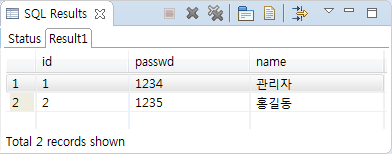 SQL Results
Status Result1
id passwd name
1 1 1234 관리자
2 2 1235 홍길동
Total 2 records shown